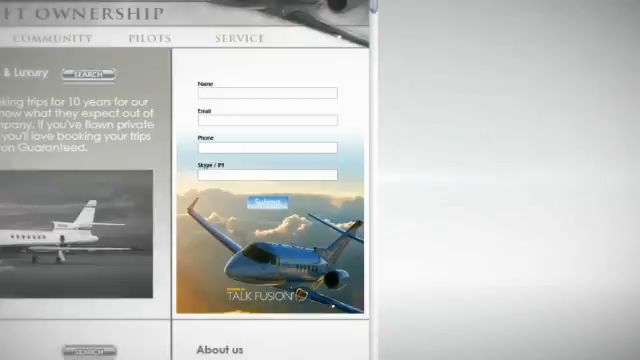 FT OWNERSHIP
COMMUNITY PILOTS SERVICE
& Luxury SEARCH
king trips for 10 years for our
now what they expect out of
mpany. If you've flown private
you'll love booking your trips
on Guaranteed.
Name
Email
Phone
Skype / IM
Submit
TALK FUSION
SEARCH
About us